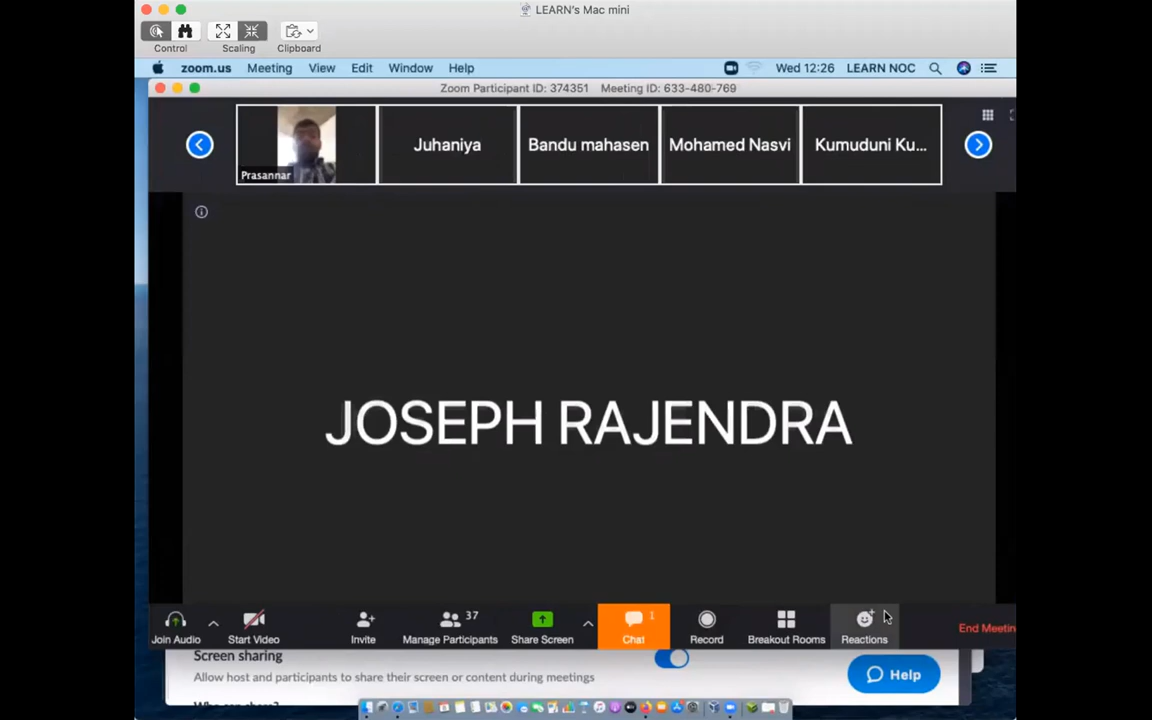 LEARN's Mac mini
Control
Scaling
Clipboard
zoom.us Meeting View Edit Window Help Wed 12:26 LEARN NOC
Zoom Participant ID: 374351 Meeting ID: 633-480-769
Prasannar
Juhaniya
Bandu mahasen
Mohamed Nasvi
Kumuduni Ku...
JOSEPH RAJENDRA
37
1
Join Audio
Start Video
Invite
Manage Participants
Share Screen
Chat
Record
Breakout Rooms
Reactions
End Meetin
Screen sharing
Allow host and participants to share their screen or content during meetings
Help